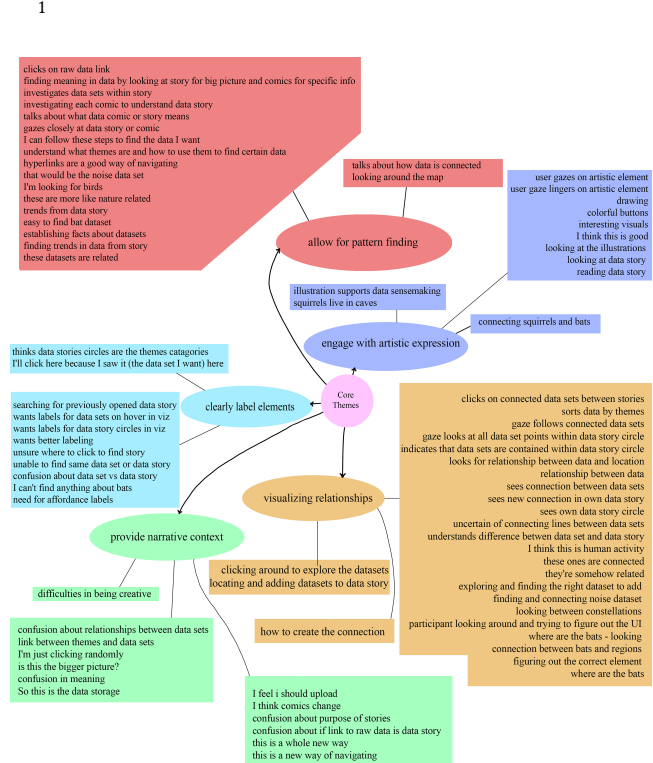 1
clicks on raw data link
finding meaning in data by looking at story for big picture and comics for specific info
investigates data sets within story
investigating each comic to understand data story
talks about what data comic or story means
gazes closely at data story or comic
I can follow these steps to find the data I want
understand what themes are and how to use them to find certain data
hyperlinks are a good way of navigating
that would be the noise data set
I'm looking for birds
these are more like nature related
trends from data story
easy to find bat dataset
establishing facts about datasets
finding trends in data from story
these datasets are related
talks about how data is connected
looking around the map
allow for pattern finding
user gazes on artistic element
user gaze lingers on artistic element
drawing
colorful buttons
interesting visuals
I think this is good
looking at the illustrations
looking at data story
reading data story
illustration supports data sensemaking
squirrels live in caves
connecting squirrels and bats
engage with artistic expression
thinks data stories circles are the themes catagories
I'll click here because I saw it (the data set I want) here
clearly label elements
Core
Themes
searching for previously opened data story
wants labels for data sets on hover in viz
wants labels for data story circles in viz
wants better labeling
unsure where to click to find story
unable to find same data set or data story
confusion about data set vs data story
I can't find anything about bats
need for affordance labels
clicks on connected data sets between stories
sorts data by themes
gaze follows connected data sets
gaze looks at all data set points within data story circle
indicates that data sets are contained within data story circle
looks for relationship between data and location
relationship between data
sees connection between data sets
sees new connection in own data story
sees own data story circle
uncertain of connecting lines between data sets
understands difference between data set and data story
I think this is human activity
these ones are connected
they're somehow related
exploring and finding the right dataset to add
finding and connecting noise dataset
looking between constellations
participant looking around and trying to figure out the UI
where are the bats - looking
connection between bats and regions
figuring out the correct element
where are the bats
visualizing relationships
clicking around to explore the datasets
locating and adding datasets to data story
how to create the connection
provide narrative context
difficulties in being creative
confusion about relationships between data sets
link between themes and data sets
I'm just clicking randomly
is this the bigger picture?
confusion in meaning
So this is the data storage
I feel i should upload
I think comics change
confusion about purpose of stories
confusion about if link to raw data is data story
this is a whole new way
this is a new way of navigating